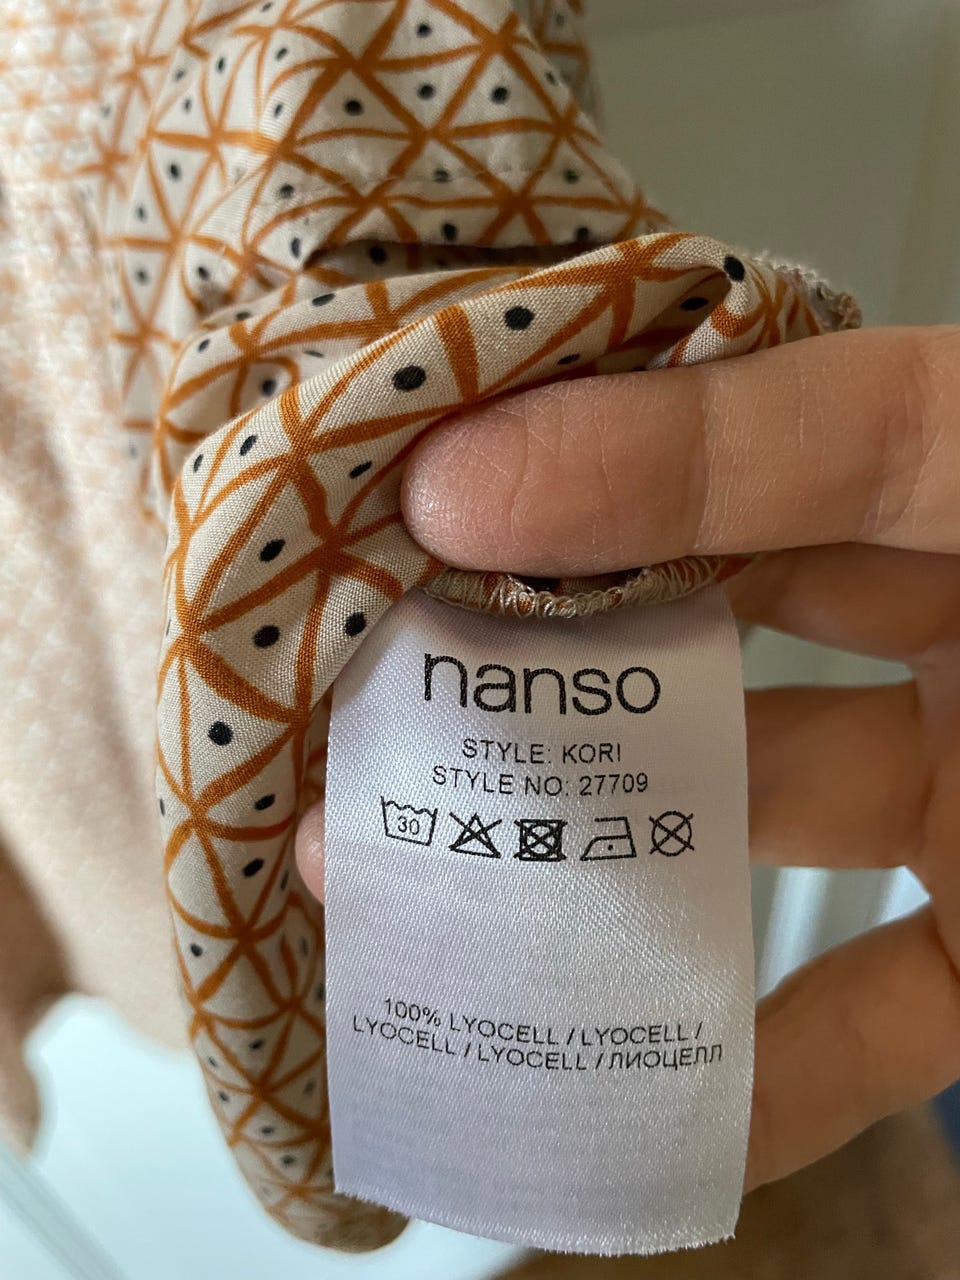 nanso
STYLE: KORI
STYLE NO: 27709
30
100% LYOCELL / LYOCELL /
LYOCELL / LYOCELL / ЛИОЦЕЛЛ